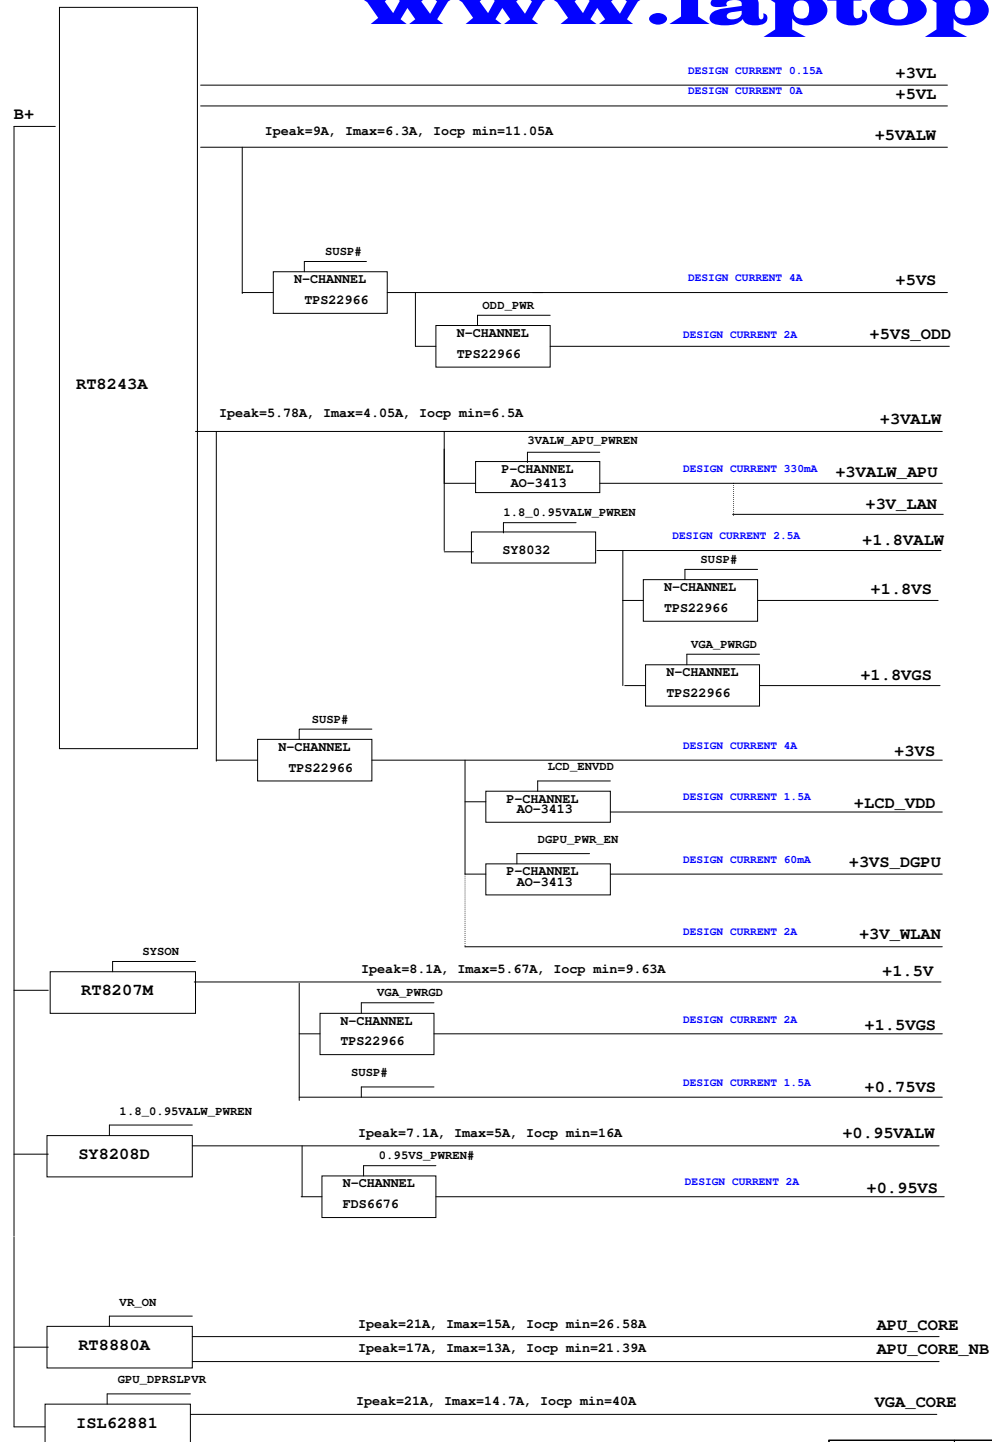 www.laptop
DESIGN CURRENT 0.15A +3VL
DESIGN CURRENT 0A +5VL
B+
Ipeak=9A, Imax=6.3A, Iocp min=11.05A +5VALW
SUSP#
N-CHANNEL
TPS22966
DESIGN CURRENT 4A +5VS
ODD_PWR
N-CHANNEL
TPS22966
DESIGN CURRENT 2A +5VS_ODD
RT8243A
Ipeak=5.78A, Imax=4.05A, Iocp min=6.5A +3VALW
3VALW_APU_PWREN
P-CHANNEL
AO-3413
DESIGN CURRENT 330mA +3VALW_APU
+3V_LAN
1.8_0.95VALW_PWREN
SY8032
DESIGN CURRENT 2.5A +1.8VALW
SUSP#
N-CHANNEL
TPS22966
+1.8VS
VGA_PWRGD
N-CHANNEL
TPS22966
+1.8VGS
SUSP#
N-CHANNEL
TPS22966
DESIGN CURRENT 4A +3VS
LCD_ENVDD
P-CHANNEL
AO-3413
DESIGN CURRENT 1.5A +LCD_VDD
DGPU_PWR_EN
P-CHANNEL
AO-3413
DESIGN CURRENT 60mA +3VS_DGPU
DESIGN CURRENT 2A +3V_WLAN
SYSON
RT8207M
Ipeak=8.1A, Imax=5.67A, Iocp min=9.63A +1.5V
VGA_PWRGD
N-CHANNEL
TPS22966
DESIGN CURRENT 2A +1.5VGS
SUSP#
DESIGN CURRENT 1.5A +0.75VS
1.8_0.95VALW_PWREN
SY8208D
Ipeak=7.1A, Imax=5A, Iocp min=16A +0.95VALW
0.95VS_PWREN#
N-CHANNEL
FDS6676
DESIGN CURRENT 2A +0.95VS
VR_ON
RT8880A
Ipeak=21A, Imax=15A, Iocp min=26.58A APU_CORE
Ipeak=17A, Imax=13A, Iocp min=21.39A APU_CORE_NB
GPU_DPRSLPVR
ISL62881
Ipeak=21A, Imax=14.7A, Iocp min=40A VGA_CORE